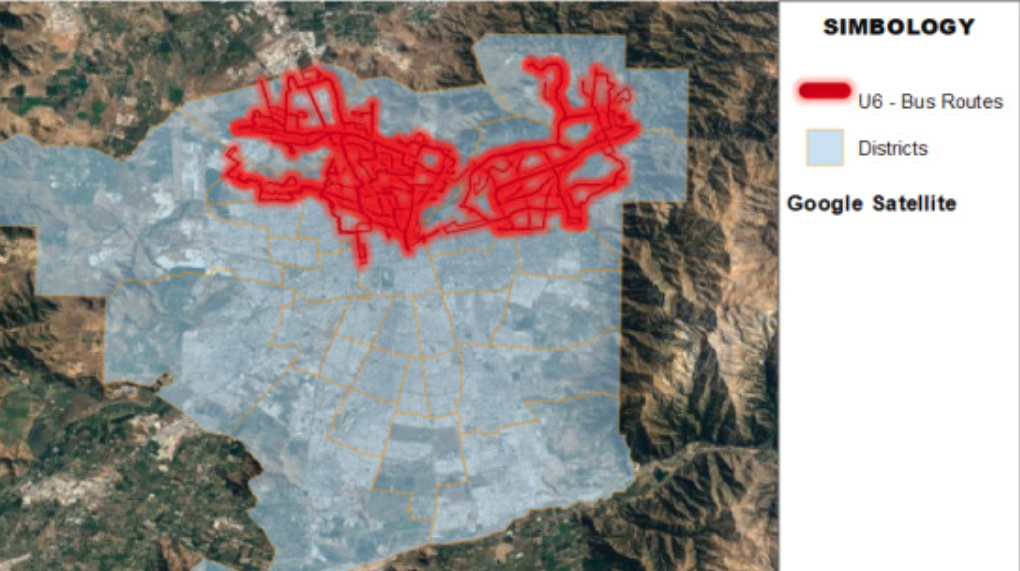 SIMBOLOGY
U6 - Bus Routes
Districts
Google Satellite